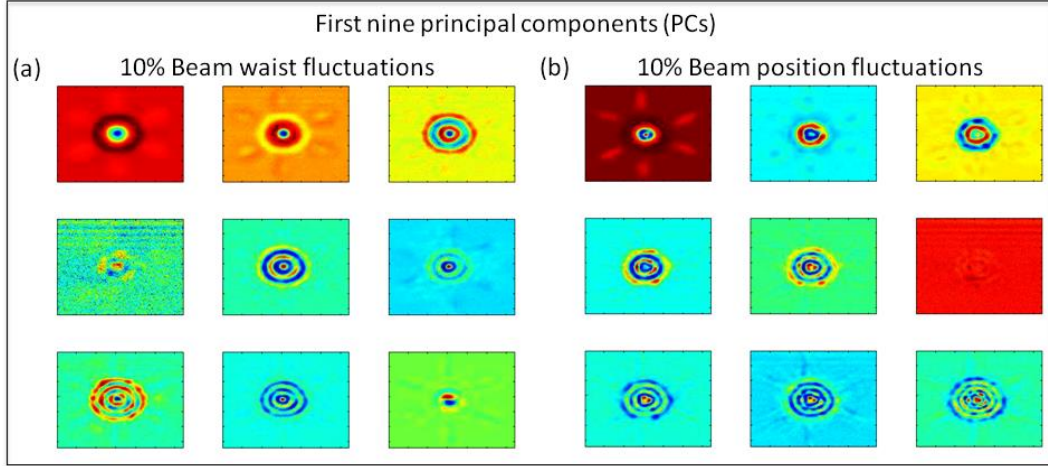 First nine principal components (PCs)
(a) 10% Beam waist fluctuations
(b) 10% Beam position fluctuations